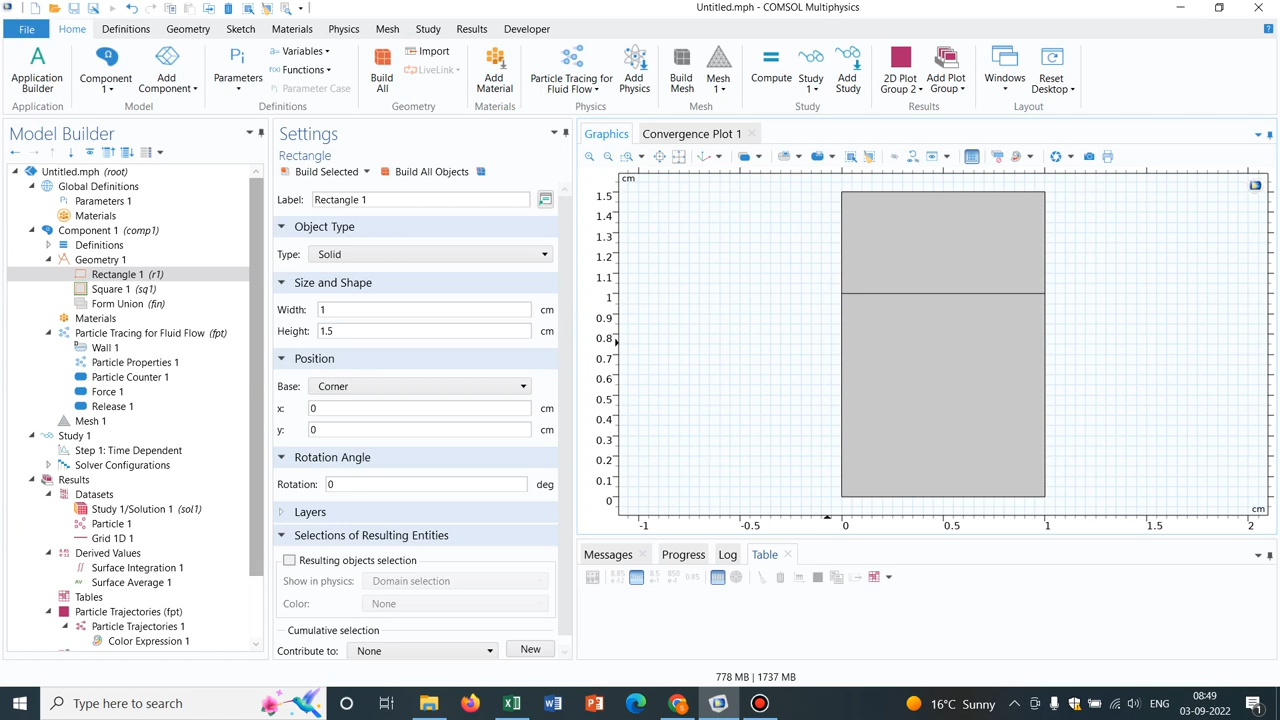 Untitled.mph - COMSOL Multiphysics
File Home Definitions Geometry Sketch Materials Physics Mesh Study Results Developer
Application Builder
Component 1
Add Component
Parameters
Variables
Functions
Parameter Case
Build All
Import
LiveLink
Add Material
Particle Tracing for Fluid Flow
Add Physics
Build Mesh
Mesh 1
Compute
Study 1
Add Study
2D Plot Group 2
Add Plot Group
Windows
Reset Desktop
Application Model Definitions Geometry Materials Physics Mesh Study Results Layout
Model Builder
Untitled.mph (root)
Global Definitions
Parameters 1
Materials
Component 1 (comp1)
Definitions
Geometry 1
Rectangle 1 (r1)
Square 1 (sq1)
Form Union (fin)
Materials
Particle Tracing for Fluid Flow (fpt)
Wall 1
Particle Properties 1
Particle Counter 1
Force 1
Release 1
Mesh 1
Study 1
Step 1: Time Dependent
Solver Configurations
Results
Datasets
Study 1/Solution 1 (sol1)
Particle 1
Grid 1D 1
Derived Values
Surface Integration 1
Surface Average 1
Tables
Particle Trajectories (fpt)
Particle Trajectories 1
Color Expression 1
Settings
Rectangle
Build Selected Build All Objects
Label: Rectangle 1
Object Type
Type: Solid
Size and Shape
Width: 1 cm
Height: 1.5 cm
Position
Base: Corner
x: 0 cm
y: 0 cm
Rotation Angle
Rotation: 0 deg
Layers
Selections of Resulting Entities
Resulting objects selection
Show in physics: Domain selection
Color: None
Cumulative selection
Contribute to: None New
Graphics Convergence Plot 1
cm
1.5
1.4
1.3
1.2
1.1
1
0.9
0.8
0.7
0.6
0.5
0.4
0.3
0.2
0.1
0
cm
-1 -0.5 0 0.5 1 1.5 2
Messages Progress Log Table
8.85 8.5 850 0.85
778 MB | 1737 MB
Type here to search
16°C Sunny
ENG
08:49
03-09-2022